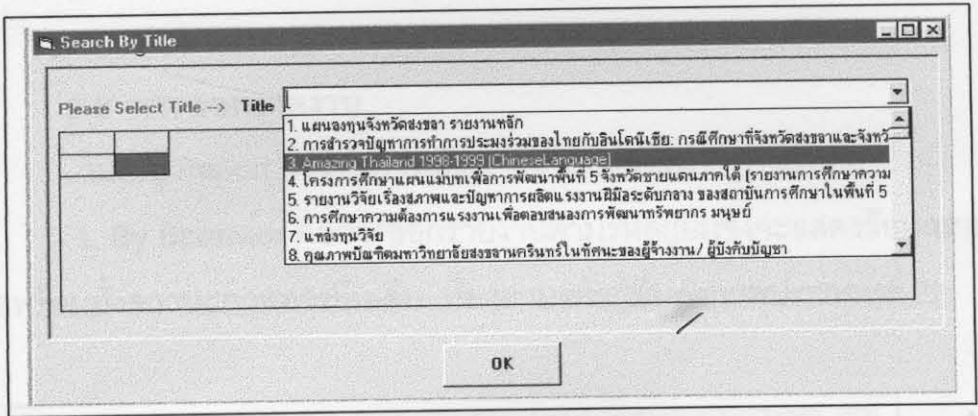 Search By Title
Please Select Title --> Title
1. แผนลงทุนจังหวัดสงขลา รายงานหลัก
2. การสำรวจปัญหาการทำการประมงร่วมของไทยกับอินโดนีเซีย: กรณีศึกษาที่จังหวัดสงขลาและจังหวั
3. Amazing Thailand 1998-1999 (ChineseLanguage)
4. โครงการศึกษาแผนแม่บทเพื่อการพัฒนาพื้นที่ 5 จังหวัดชายแดนภาคใต้ (รายงานการศึกษาความ
5. รายงานวิจัยเรื่องสภาพและปัญหาการผลิตแรงงานฝีมือระดับกลาง ของสถาบันการศึกษาในพื้นที่ 5
6. การศึกษาความต้องการแรงงานเพื่อตอบสนองการพัฒนาทรัพยากร มนุษย์
7. แหล่งทุนวิจัย
8. คุณภาพบัณฑิตมหาวิทยาลัยสงขลานครินทร์ในทัศนะของผู้จ้างงาน/ ผู้บังคับบัญชา
OK